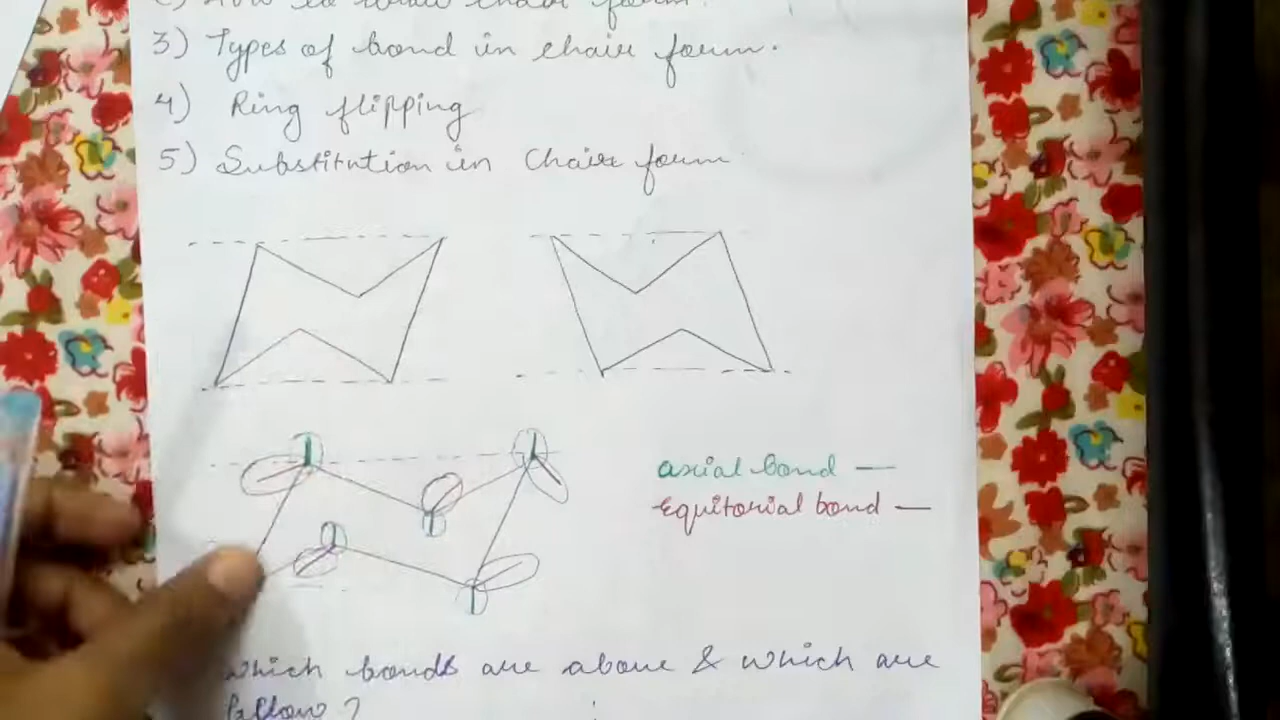 3) Types of bond in chair form.
4) Ring flipping
5) Substitution in Chair form
axial bond —
Equitorial bond —
which bonds are above & which are
bellow ?